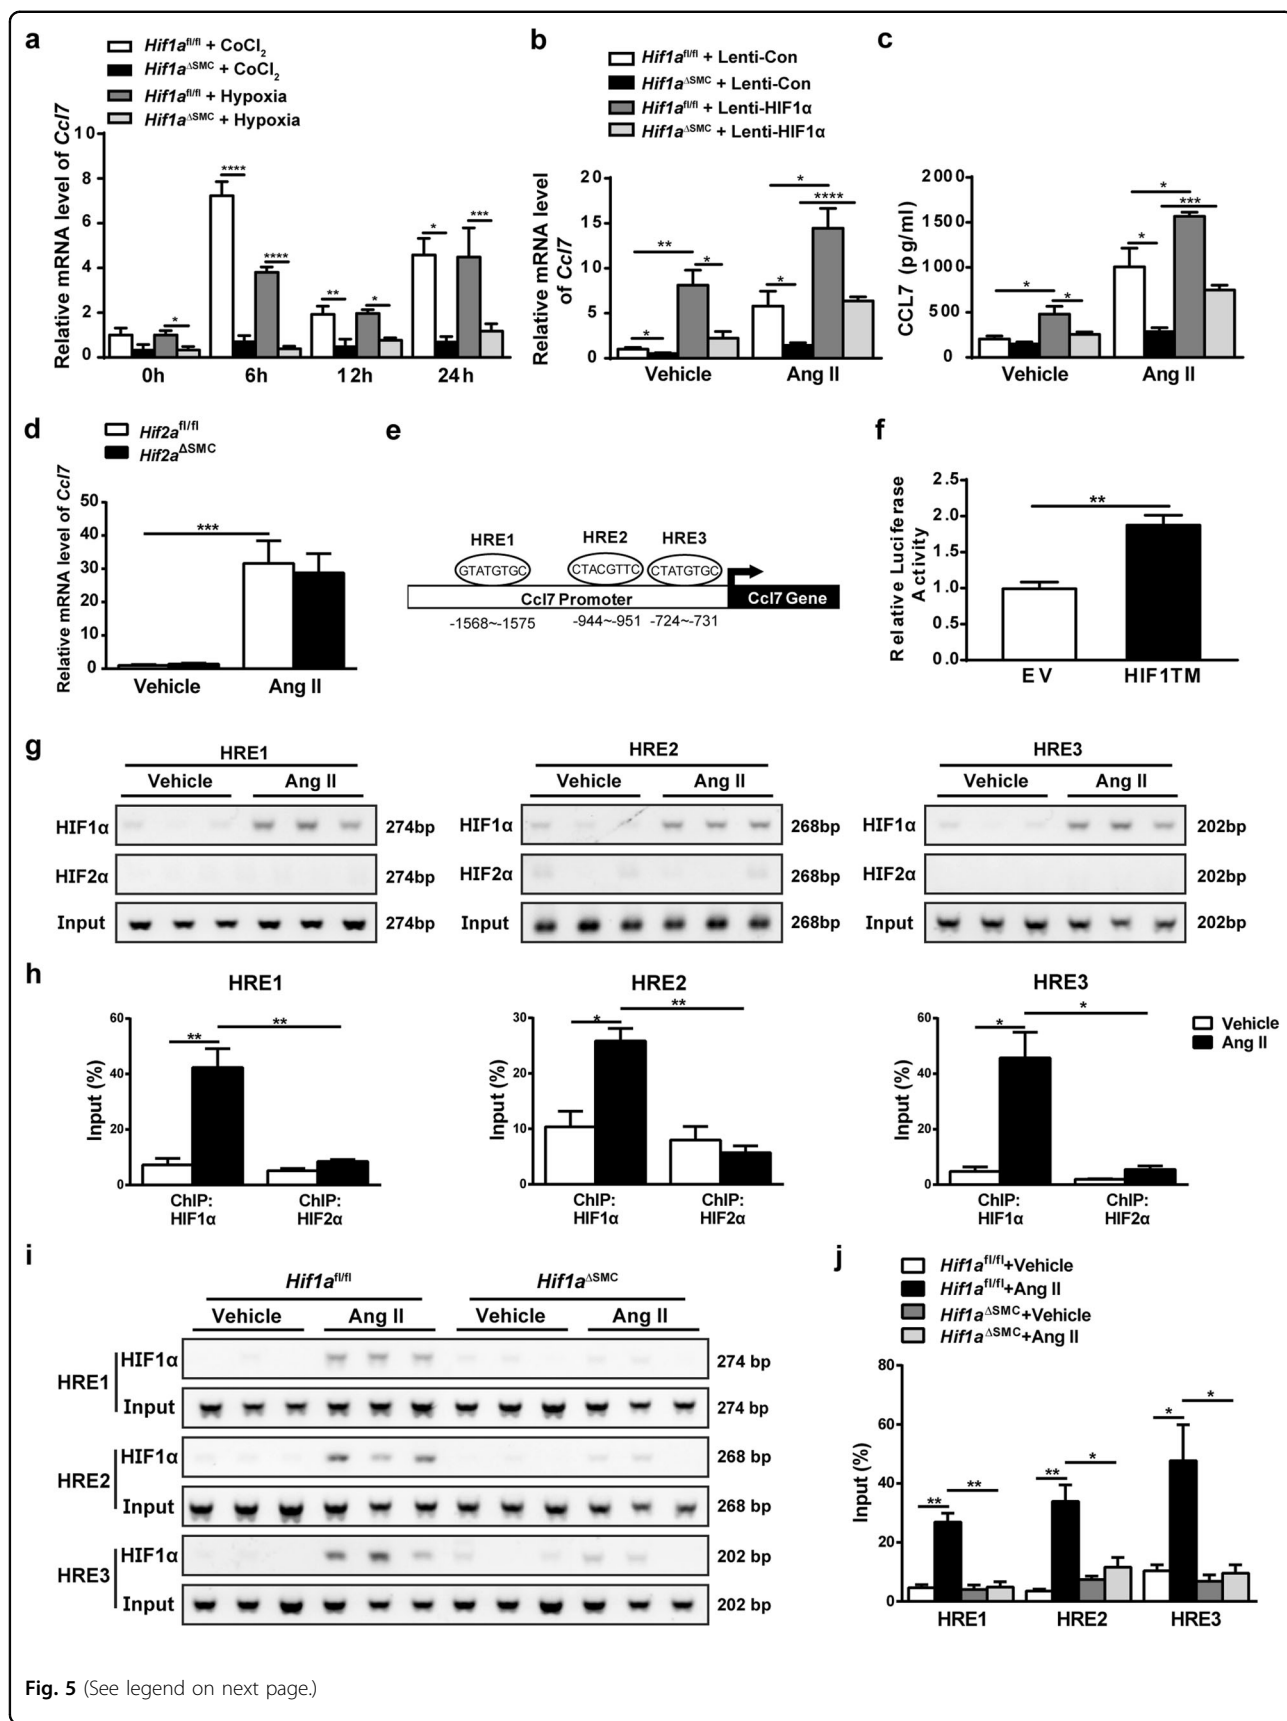 a
Hif1a fl/fl + CoCl2
Hif1a ΔSMC + CoCl2
Hif1a fl/fl + Hypoxia
Hif1a ΔSMC + Hypoxia
Relative mRNA level of Ccl7
10
8
6
4
2
0
**** **** ** * * *** *
0h 6h 12h 24h
b
Hif1a fl/fl + Lenti-Con
Hif1a ΔSMC + Lenti-Con
Hif1a fl/fl + Lenti-HIF1α
Hif1a ΔSMC + Lenti-HIF1α
Relative mRNA level
of Ccl7
20
15
10
5
0
* ** * * * ****
Vehicle Ang II
c
CCL7 (pg/ml)
2000
1500
1000
500
0
* * * * ***
Vehicle Ang II
d
Hif2a fl/fl
Hif2a ΔSMC
Relative mRNA level of Ccl7
50
40
30
20
10
0
***
Vehicle Ang II
e
HRE1 HRE2 HRE3
GTATGTGC CTACGTTC CTATGTGC
Ccl7 Promoter Ccl7 Gene
-1568~-1575 -944~-951 -724~-731
f
Relative Luciferase
Activity
2.5
2.0
1.5
1.0
0.5
0.0
**
EV HIF1TM
g
HRE1
Vehicle Ang II
HIF1α 274bp
HIF2α 274bp
Input 274bp
HRE2
Vehicle Ang II
HIF1α 268bp
HIF2α 268bp
Input 268bp
HRE3
Vehicle Ang II
HIF1α 202bp
HIF2α 202bp
Input 202bp
h
HRE1
Input (%)
60
40
20
0
** **
ChIP: ChIP:
HIF1α HIF2α
HRE2
Input (%)
30
20
10
0
* **
ChIP: ChIP:
HIF1α HIF2α
HRE3
Input (%)
60
40
20
0
* *
ChIP: ChIP:
HIF1α HIF2α
Vehicle
Ang II
i
Hif1a fl/fl Hif1a ΔSMC
Vehicle Ang II Vehicle Ang II
HRE1
HIF1α 274 bp
Input 274 bp
HRE2
HIF1α 268 bp
Input 268 bp
HRE3
HIF1α 202 bp
Input 202 bp
j
Hif1a fl/fl+Vehicle
Hif1a fl/fl+Ang II
Hif1a ΔSMC+Vehicle
Hif1a ΔSMC+Ang II
Input (%)
80
60
40
20
0
** ** ** * * *
HRE1 HRE2 HRE3
Fig. 5 (See legend on next page.)